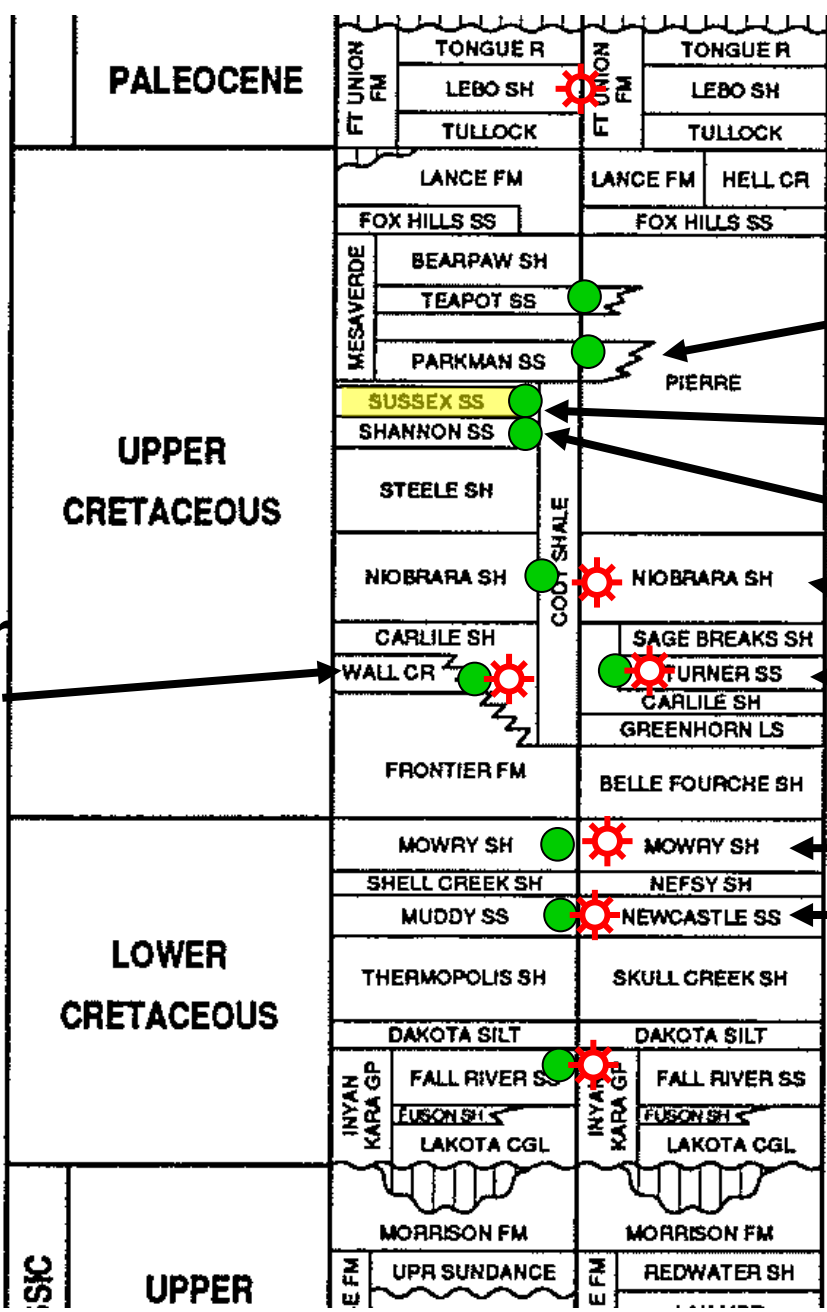 PALEOCENE
FT UNION FM
TONGUE R
FT UNION FM
TONGUE R
LEBO SH
LEBO SH
TULLOCK
TULLOCK
UPPER CRETACEOUS
LANCE FM
LANCE FM
HELL CR
FOX HILLS SS
FOX HILLS SS
MESAVERDE
BEARPAW SH
TEAPOT SS
PARKMAN SS
PIERRE
SUSSEX SS
SHANNON SS
STEELE SH
CODY SHALE
NIOBRARA SH
NIOBRARA SH
CARLILE SH
SAGE BREAKS SH
WALL CR
TURNER SS
CARLILE SH
GREENHORN LS
FRONTIER FM
BELLE FOURCHE SH
LOWER CRETACEOUS
MOWRY SH
MOWRY SH
SHELL CREEK SH
NEFSY SH
MUDDY SS
NEWCASTLE SS
THERMOPOLIS SH
SKULL CREEK SH
DAKOTA SILT
DAKOTA SILT
INYAN KARA GP
FALL RIVER SS
INYAN KARA GP
FALL RIVER SS
FUSON SH
FUSON SH
LAKOTA CGL
LAKOTA CGL
MORRISON FM
MORRISON FM
SSIC
UPPER
E FM
UPR SUNDANCE
E FM
REDWATER SH